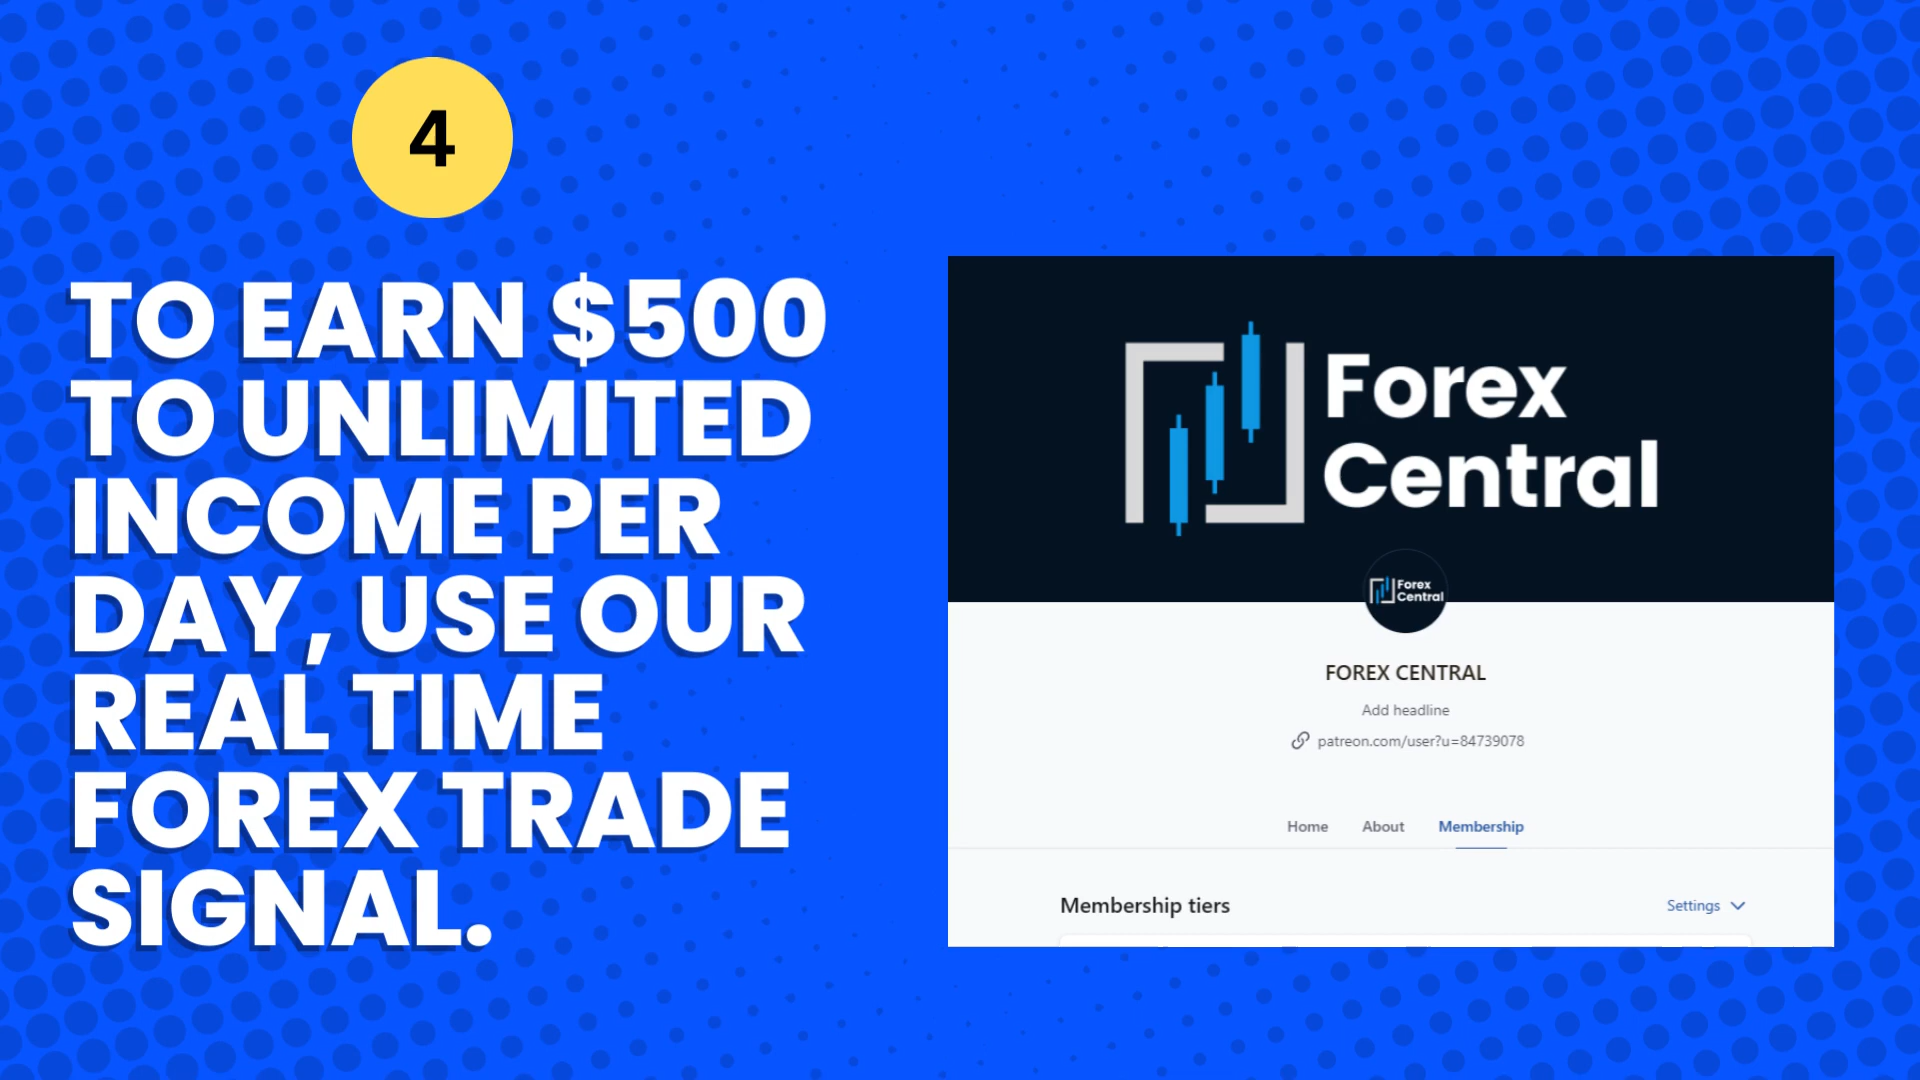 4
TO EARN $500
TO UNLIMITED
INCOME PER
DAY, USE OUR
REAL TIME
FOREX TRADE
SIGNAL.
Forex
Central
Forex
Central
FOREX CENTRAL
Add headline
patreon.com/user?u=84739078
Home About Membership
Membership tiers Settings